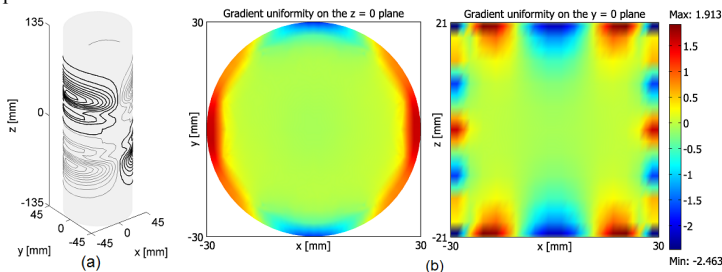 135
0
-135
z [mm]
45
0
-45
y [mm]
45
0
-45
x [mm]
(a)
Gradient uniformity on the z = 0 plane
30
y [mm]
-30
-30
x [mm]
30
Gradient uniformity on the y = 0 plane
21
z
-21
-30
x [mm]
30
(b)
Max: 1.913
1.5
1
0.5
0
-0.5
-1
-1.5
-2
Min: -2.463